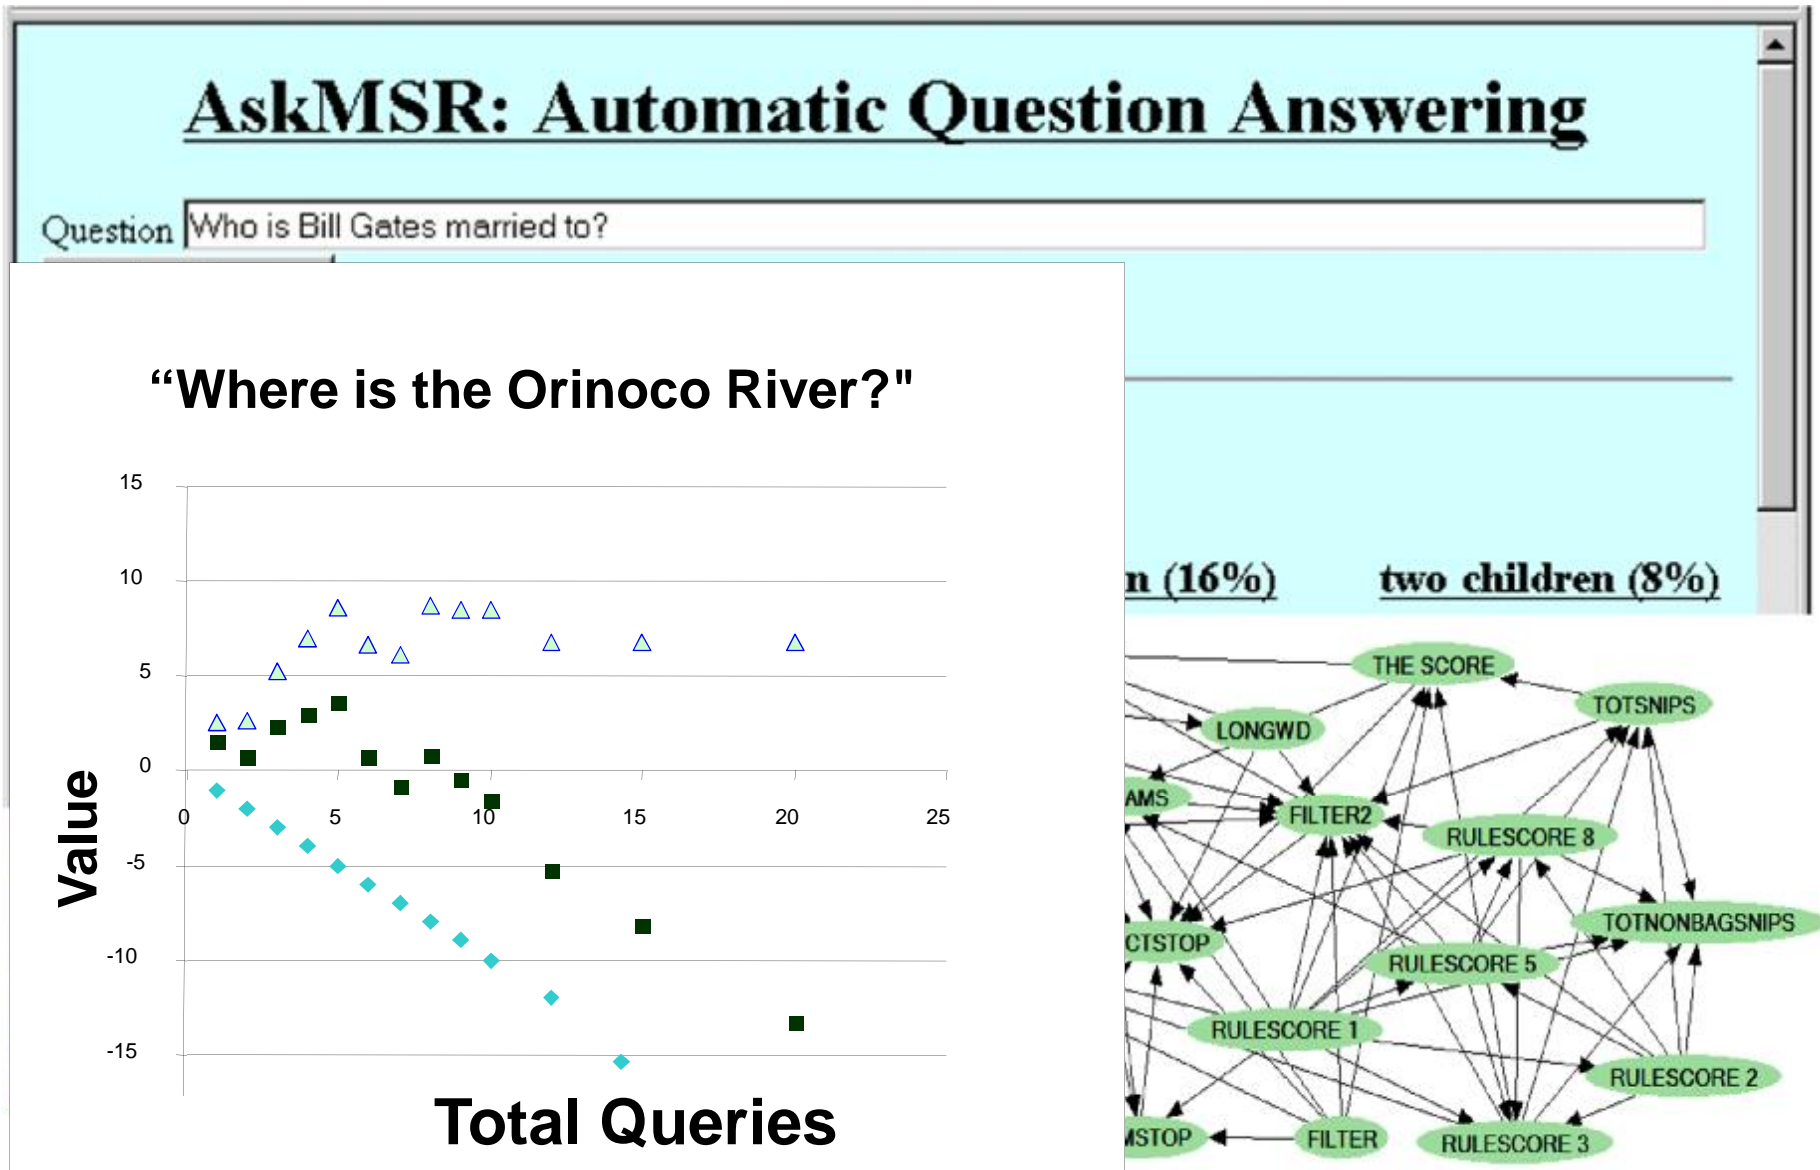 AskMSR: Automatic Question Answering
Question Who is Bill Gates married to?
“Where is the Orinoco River?"
15
10
5
0
-5
-10
-15
0 5 10 15 20 25
Value
Total Queries
n (16%) two children (8%)
THE SCORE
TOTSNIPS
LONGWD
AMS
FILTER2
RULESCORE 8
TOTNONBAGSNIPS
CTSTOP
RULESCORE 5
RULESCORE 1
RULESCORE 2
MSTOP
FILTER
RULESCORE 3